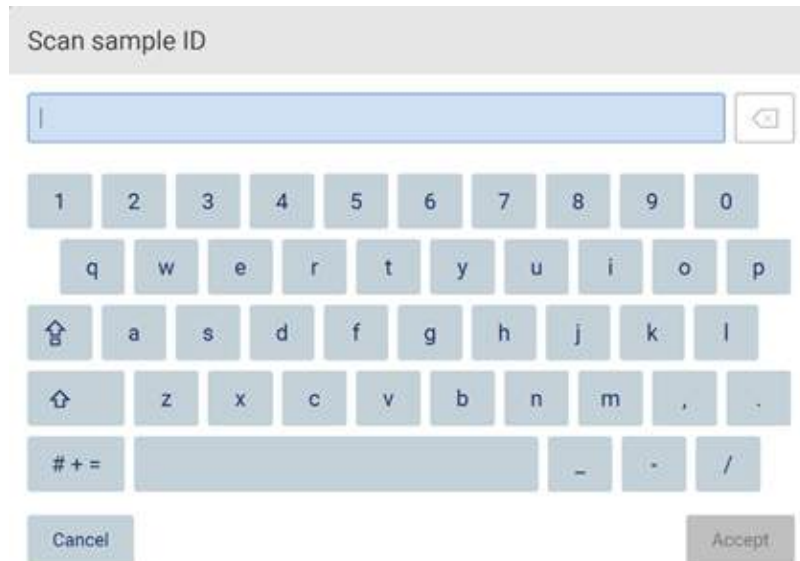 Scan sample ID
1 2 3 4 5 6 7 8 9 0
q w e r t y u i o p
a s d f g h j k l
z x c v b n m , .
# + = _ - /
Cancel Accept